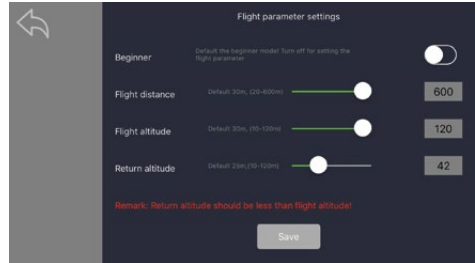 Flight parameter settings
Beginner
Default the beginner mode! Turn off for setting the
flight parameter
Flight distance
Default 30m, (20-600m)
600
Flight altitude
Default 30m, (10-120m)
120
Return altitude
Default 25m,(10-120m)
42
Remark: Return altitude should be less than flight altitude!
Save